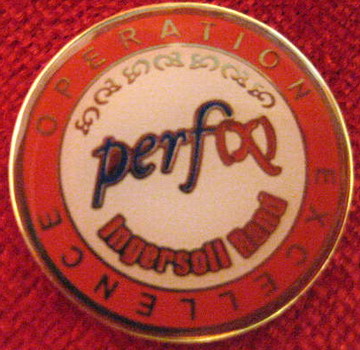 OPERATION EXCELLENCE
perf
Ingersoll Rand